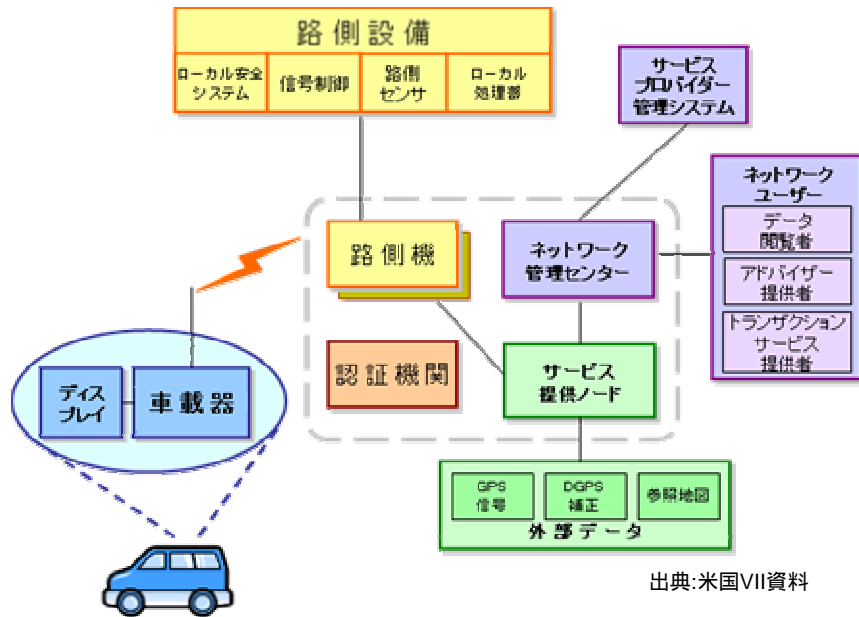 路側設備
ローカル安全
システム
信号制御
路側
センサ
ローカル
処理部
サービス
プロバイダー
管理システム
ネットワーク
ユーザー
データ
閲覧者
アドバイザー
提供者
トランザクション
サービス
提供者
路側機
ネットワーク
管理センター
認証機関
サービス
提供ノード
ディス
プレイ
車載器
GPS
信号
DGPS
補正
参照地図
外部データ
出典:米国VII資料